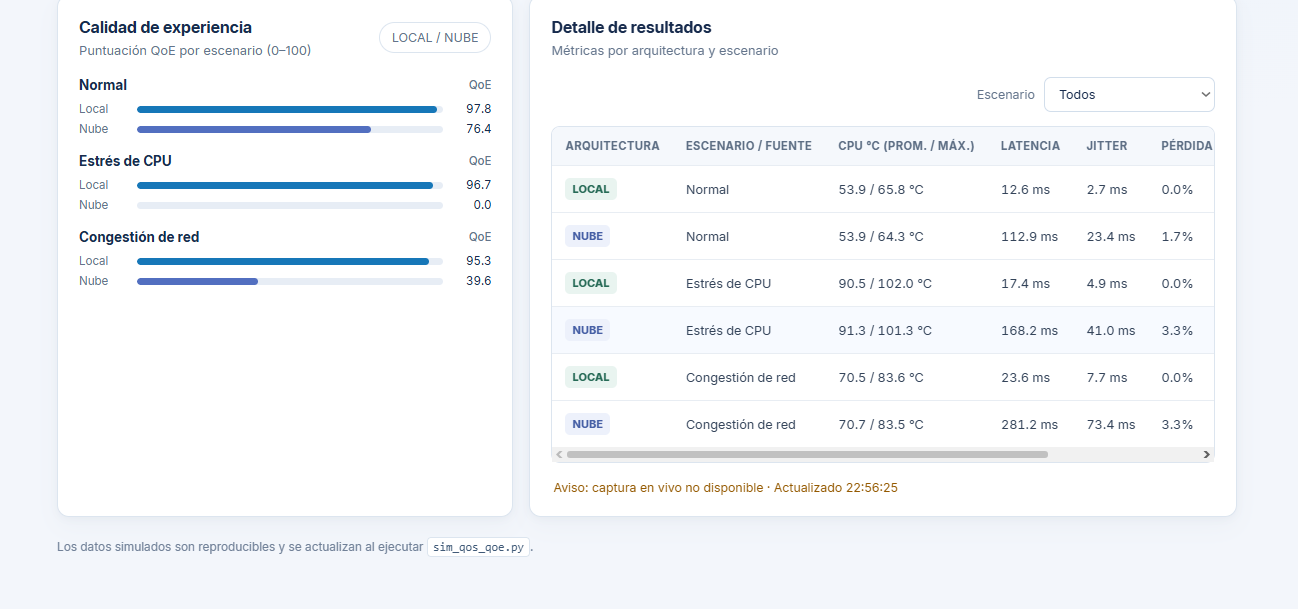 Calidad de experiencia
Puntuación QoE por escenario (0–100)
LOCAL / NUBE
Normal QoE
Local 97.8
Nube 76.4
Estrés de CPU QoE
Local 96.7
Nube 0.0
Congestión de red QoE
Local 95.3
Nube 39.6
Detalle de resultados
Métricas por arquitectura y escenario
Escenario Todos
ARQUITECTURA ESCENARIO / FUENTE CPU °C (PROM. / MÁX.) LATENCIA JITTER PÉRDIDA
LOCAL Normal 53.9 / 65.8 °C 12.6 ms 2.7 ms 0.0%
NUBE Normal 53.9 / 64.3 °C 112.9 ms 23.4 ms 1.7%
LOCAL Estrés de CPU 90.5 / 102.0 °C 17.4 ms 4.9 ms 0.0%
NUBE Estrés de CPU 91.3 / 101.3 °C 168.2 ms 41.0 ms 3.3%
LOCAL Congestión de red 70.5 / 83.6 °C 23.6 ms 7.7 ms 0.0%
NUBE Congestión de red 70.7 / 83.5 °C 281.2 ms 73.4 ms 3.3%
Aviso: captura en vivo no disponible · Actualizado 22:56:25
Los datos simulados son reproducibles y se actualizan al ejecutar sim_qos_qoe.py.